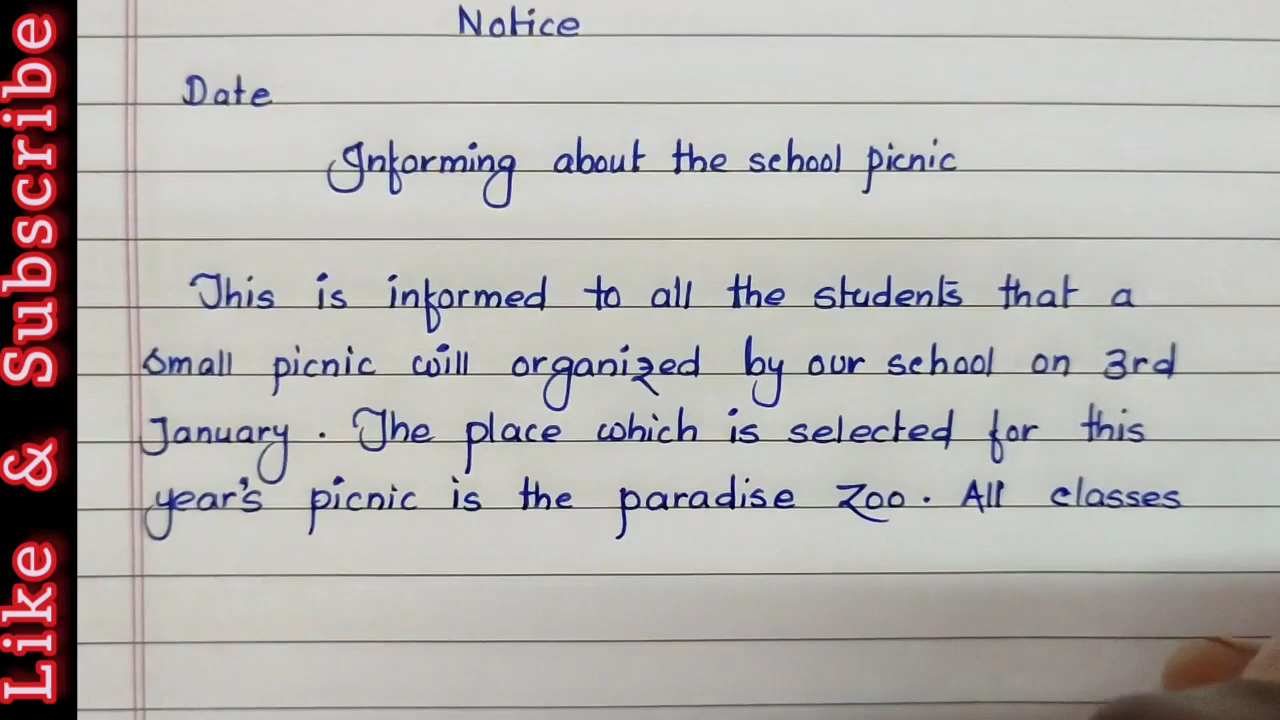 Like & Subscribe
Notice
Date
Informing about the school picnic
This is informed to all the students that a
small picnic will organized by our school on 3rd
January. The place which is selected for this
year's picnic is the paradise Zoo. All classes